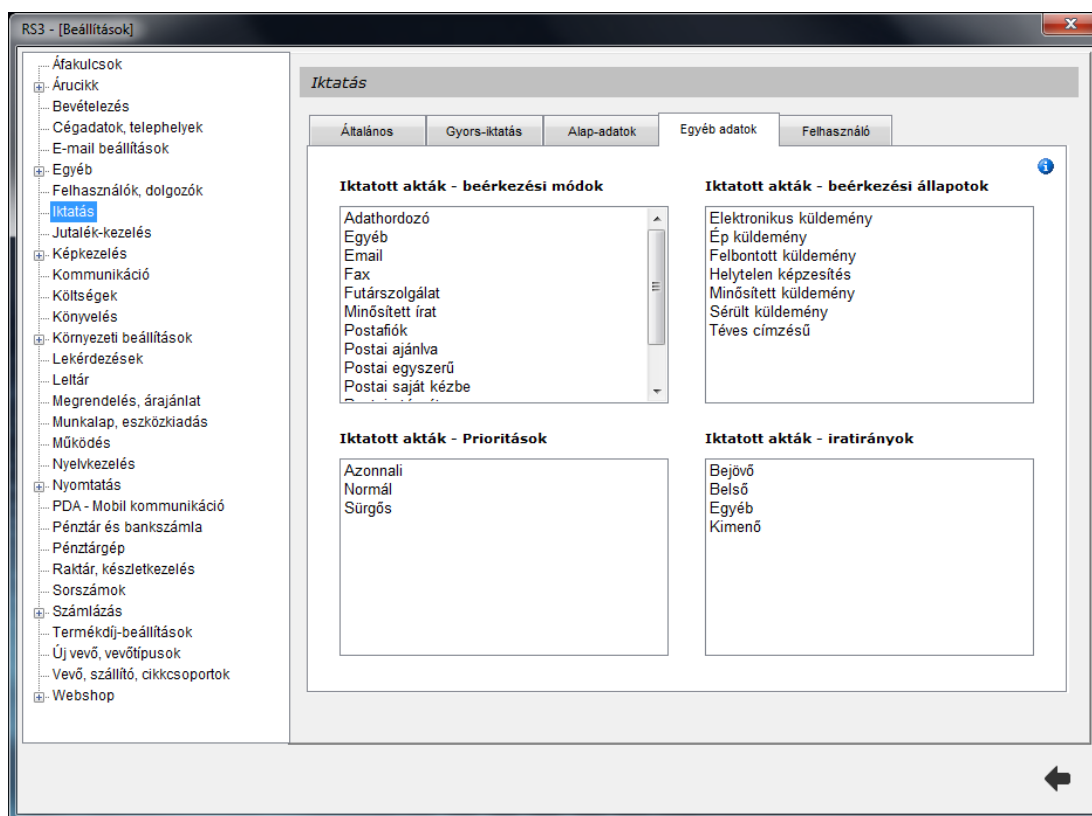 RS3 - [Beállítások]
Áfakulcsok
Árucikk
Bevételezés
Cégadatok, telephelyek
E-mail beállítások
Egyéb
Felhasználók, dolgozók
Iktatás
Jutalék-kezelés
Képkezelés
Kommunikáció
Költségek
Könyvelés
Környezeti beállítások
Lekérdezések
Leltár
Megrendelés, árajánlat
Munkalap, eszközkiadás
Működés
Nyelvkezelés
Nyomtatás
PDA - Mobil kommunikáció
Pénztár és bankszámla
Pénztárgép
Raktár, készletkezelés
Sorszámok
Számlázás
Termékdíj-beállítások
Új vevő, vevőtípusok
Vevő, szállító, cikkcsoportok
Webshop
Iktatás
Általános Gyors-iktatás Alap-adatok Egyéb adatok Felhasználó
Iktatott akták - beérkezési módok
Adathordozó
Egyéb
Email
Fax
Futárszolgálat
Minősített írat
Postafiók
Postai ajánlva
Postai egyszerű
Postai saját kézbe
Iktatott akták - beérkezési állapotok
Elektronikus küldemény
Ép küldemény
Felbontott küldemény
Helytelen képzesítés
Minősített küldemény
Sérült küldemény
Téves címzésű
Iktatott akták - Prioritások
Azonnali
Normál
Sürgős
Iktatott akták - iratirányok
Bejövő
Belső
Egyéb
Kimenő